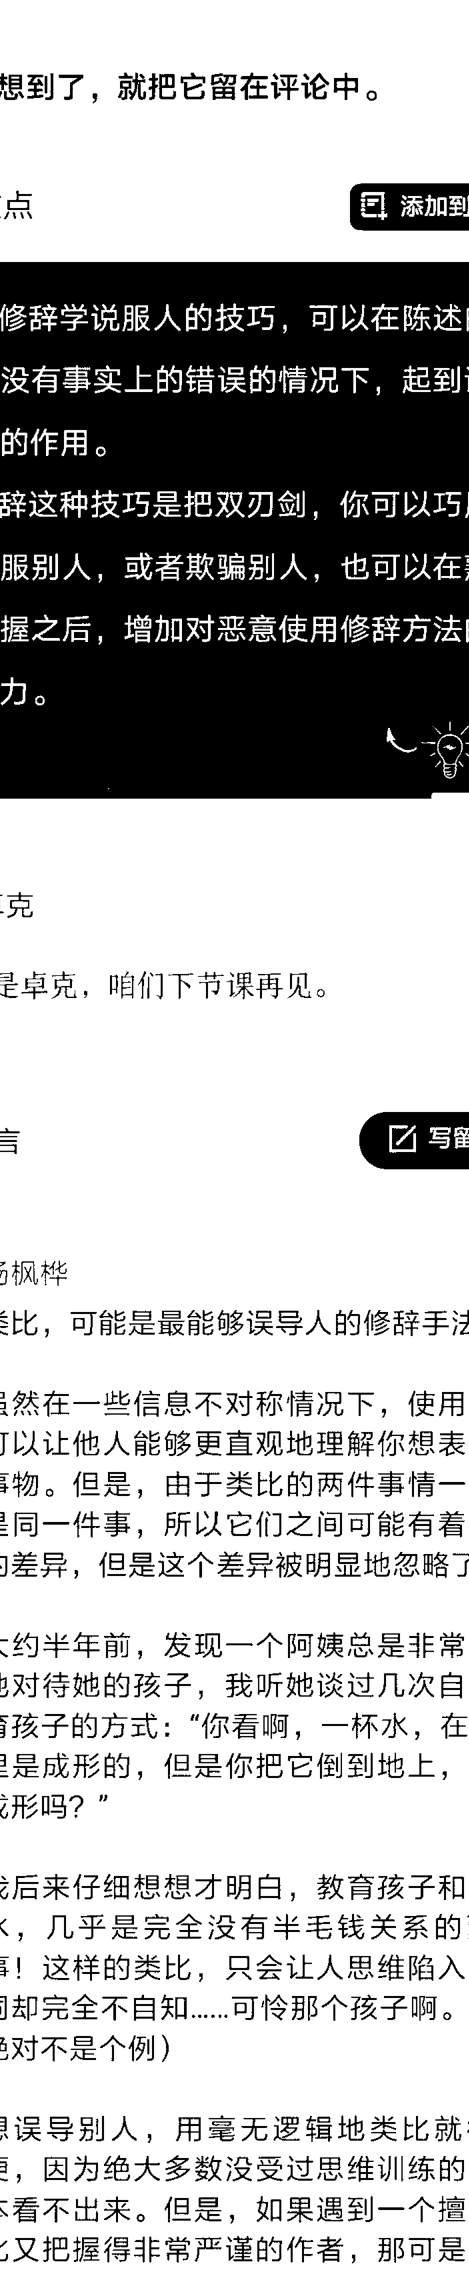 想到了，就把它留在评论中。
点
添加到
修辞学说服人的技巧，可以在陈述
没有事实上的错误的情况下，起到
的作用。
辞这种技巧是把双刃剑，你可以巧
服别人，或者欺骗别人，也可以在
握之后，增加对恶意使用修辞方法
力。
克
是卓克，咱们下节课再见。
言
写留
杨枫桦
类比，可能是最能够误导人的修辞手法
虽然在一些信息不对称情况下，使用
可以让他人能够更直观地理解你想表
事物。但是，由于类比的两件事情一
是同一件事，所以它们之间可能有着
的差异，但是这个差异被明显地忽略了
大约半年前，发现一个阿姨总是非常
地对待她的孩子，我听她谈过几次自
育孩子的方式：“你看啊，一杯水，在
里是成形的，但是你把它倒到地上，
成形吗？”
我后来仔细想想才明白，教育孩子和
水，几乎是完全没有半毛钱关系的
事！这样的类比，只会让人思维陷入
同却完全不自知……可怜那个孩子啊。
绝对不是个例）
想误导别人，用毫无逻辑地类比就
更，因为绝大多数没受过思维训练的
本看不出来。但是，如果遇到一个擅
比又把握得非常严谨的作者，那可是